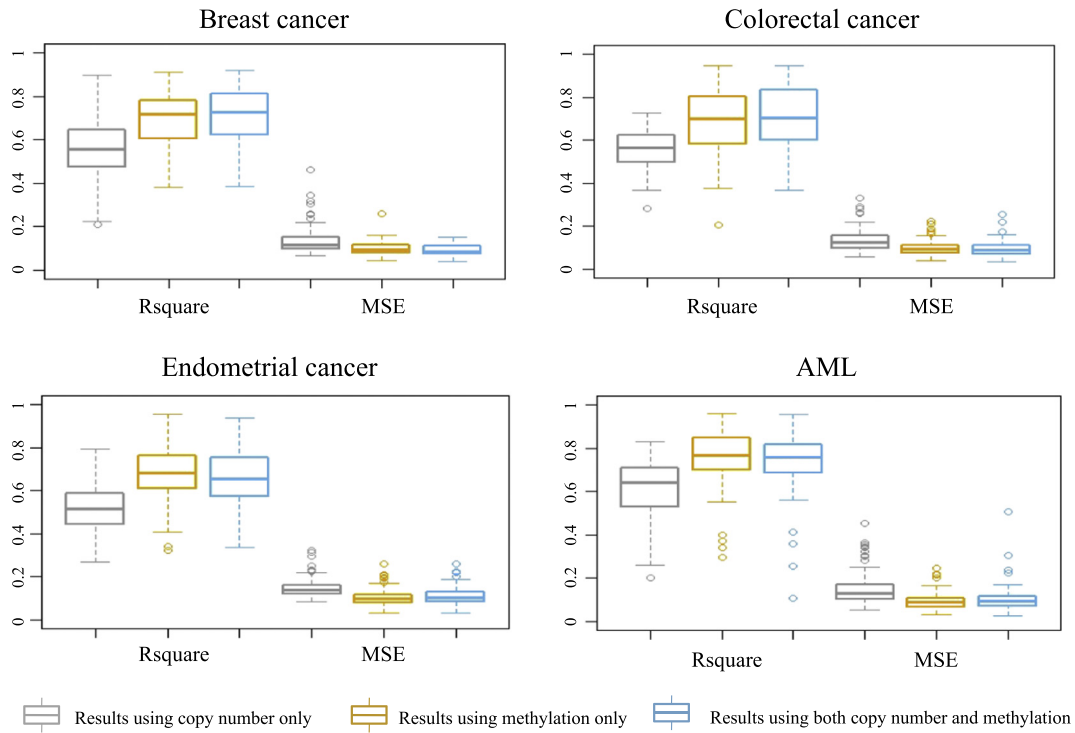 Breast cancer
Colorectal cancer
1
0.8
0.6
0.4
0.2
0
Rsquare MSE
1
0.8
0.6
0.4
0.2
0
Rsquare MSE
Endometrial cancer
AML
1
0.8
0.6
0.4
0.2
0
Rsquare MSE
1
0.8
0.6
0.4
0.2
0
Rsquare MSE
Results using copy number only
Results using methylation only
Results using both copy number and methylation